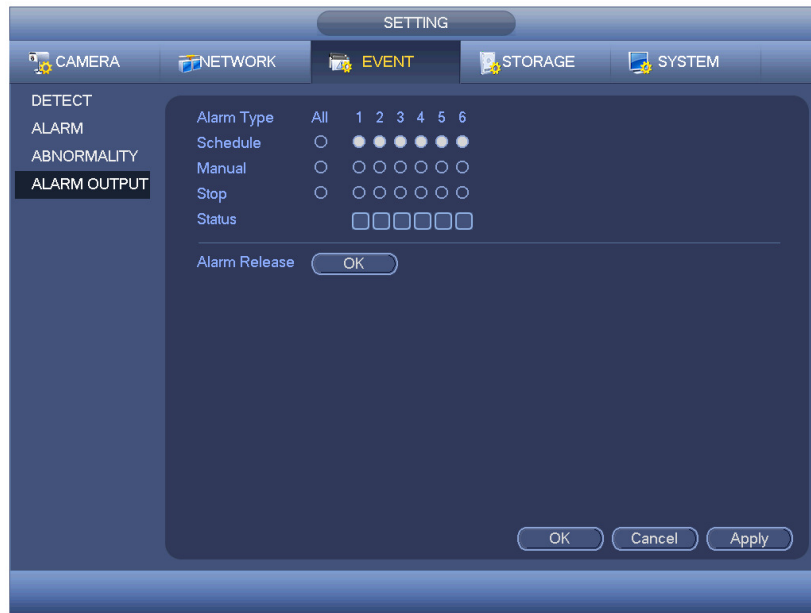 SETTING
CAMERA NETWORK EVENT STORAGE SYSTEM
DETECT
ALARM
ABNORMALITY
ALARM OUTPUT
Alarm Type All 1 2 3 4 5 6
Schedule
Manual
Stop
Status
Alarm Release OK
OK Cancel Apply